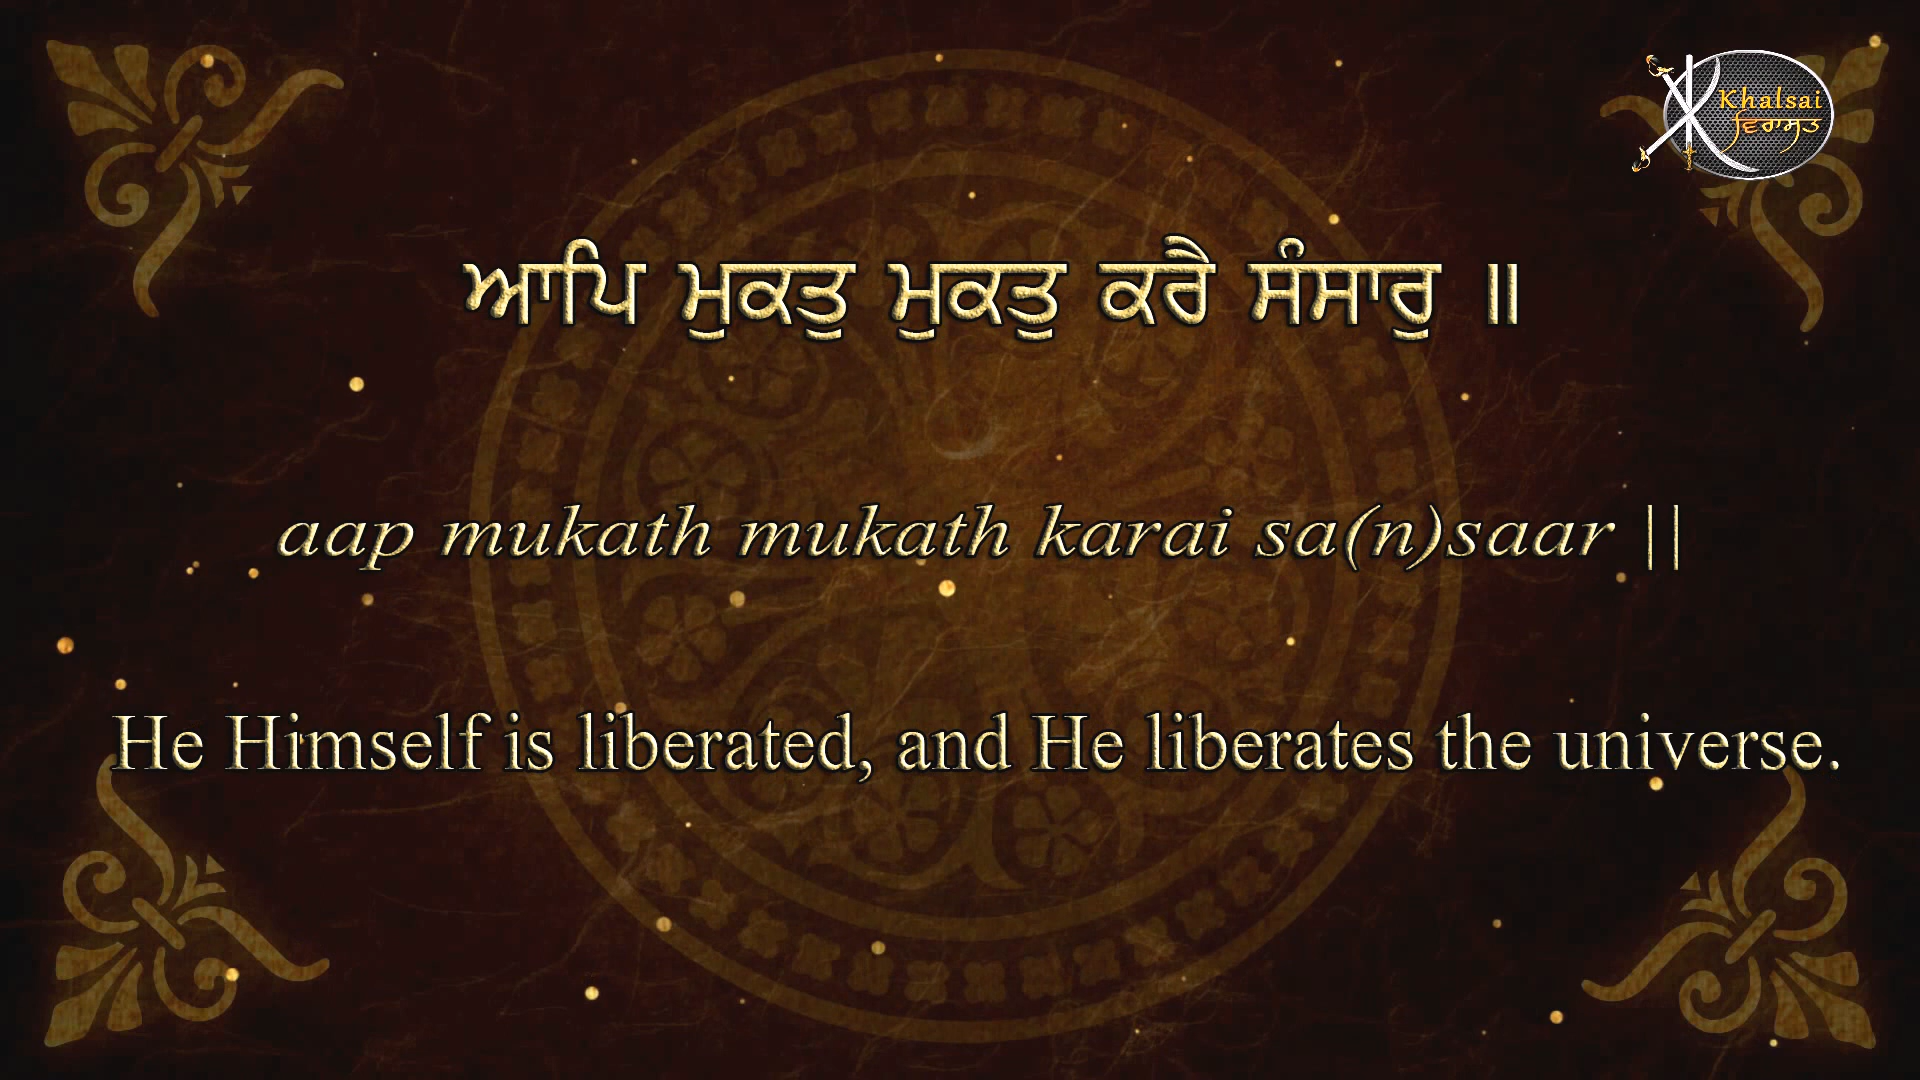 Khalsai
ਵਿਰਾਸਤ
ਆਪਿ ਮੁਕਤੁ ਮੁਕਤੁ ਕਰੈ ਸੰਸਾਰੁ ॥
aap mukath mukath karai sa(n)saar ||
He Himself is liberated, and He liberates the universe.